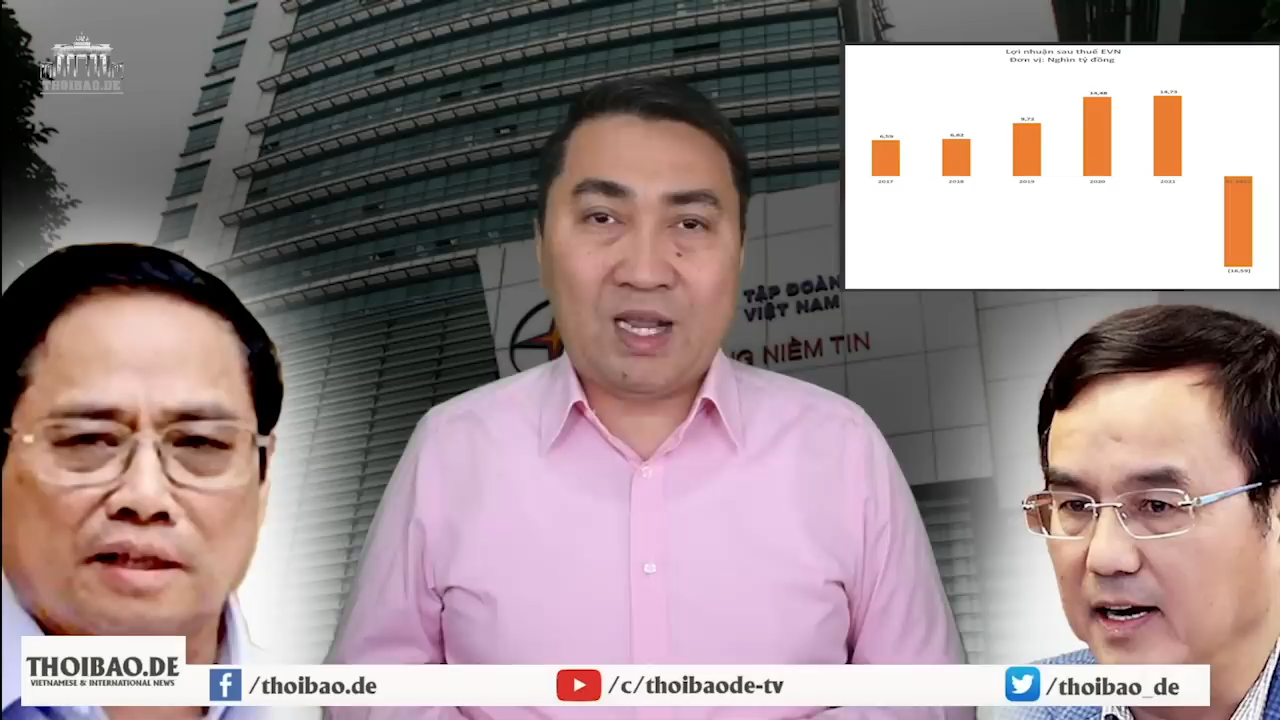 THOIBAO.DE
Lợi nhuận sau thuế EVN
Đơn vị: Nghìn tỷ đồng
6,59
6,82
9,72
14,48
14,73
2017
2018
2019
2020
2021
(16,59)
TẬP ĐOÀN
VIỆT NAM
NG NIỀM TIN
THOIBAO.DE
VIETNAMESE & INTERNATIONAL NEWS
/thoibao.de
/c/thoibaode-tv
/thoibao_de